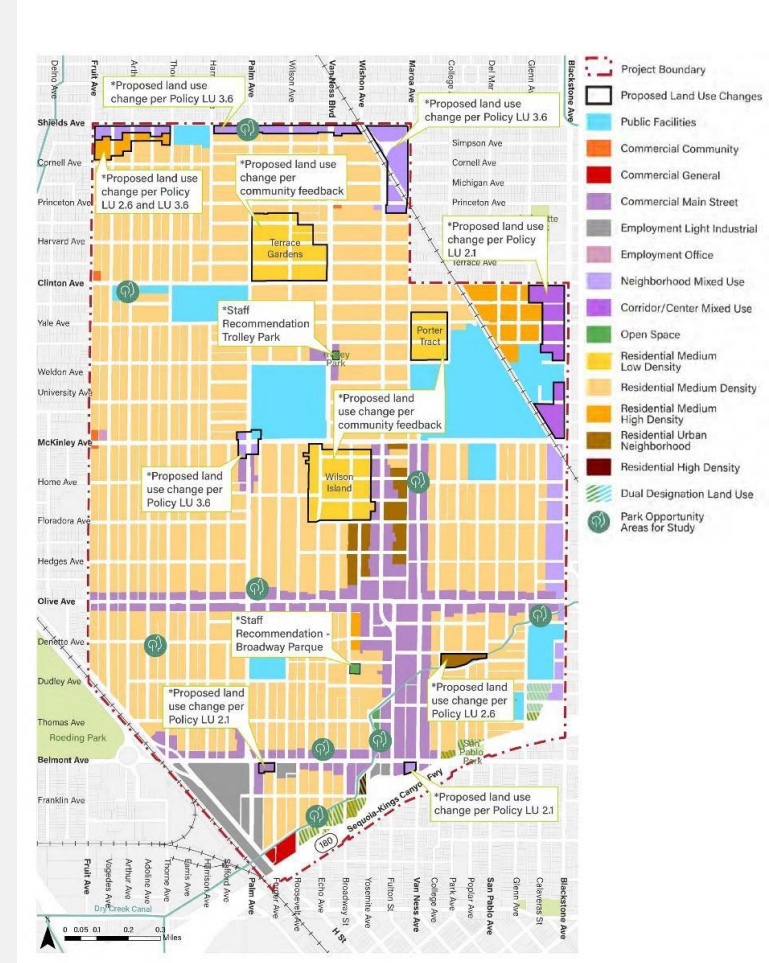 Delno Ave
Fruit Ave
Arth
Thor
Harr
Palm Ave
Wilson Ave
Van Ness Blvd
Wishon Ave
Maroa Ave
College
Del Mar
Glenn Av
Blackstone Ave
*Proposed land use
change per Policy LU 3.6
*Proposed land use
change per Policy LU 3.6
Shields Ave
Cornell Ave
Princeton Ave
Harvard Ave
Clinton Ave
Yale Ave
Weldon Ave
University Ave
McKinley Ave
Home Ave
Floradora Ave
Hedges Ave
Olive Ave
Dudley Ave
Thomas Ave
Roeding Park
Belmont Ave
Franklin Ave
Simpson Ave
Cornell Ave
Michigan Ave
Princeton Ave
Terrace Ave
*Proposed land use
change per Policy
LU 2.6 and LU 3.6
*Proposed land
use change per
community feedback
Terrace
Gardens
*Proposed land
use change
per Policy
LU 2.1
*Staff
Recommendation
Trolley Park
Park
Porter
Tract
*Proposed land
use change per
community feedback
*Proposed land
use change per
Policy LU 3.6
Wilson
Island
*Staff
Recommendation -
Broadway Parque
*Proposed land
use change per
Policy LU 2.1
*Proposed land
use change per
Policy LU 2.6
San
Pablo
Park
*Proposed land use
change per Policy LU 2.1
Sequoia-Kings Canyo
Fwy
180
Fruit Ave
Vagedes Ave
Arthur Ave
Adoline Ave
Thorne Ave
Farris Ave
Harrison Ave
Safford Ave
Palm Ave
Ferger Ave
Roosevelt Ave
Echo Ave
Broadway St
Yosemite Ave
Fulton St
Van Ness Ave
College Ave
Park Ave
Poplar Ave
San Pablo Ave
Glenn Ave
Calaveras St
Blackstone Ave
Dry Creek Canal
H St
0 0.05 0.1 0.2 0.3
Miles
Project Boundary
Proposed Land Use Changes
Public Facilities
Commercial Community
Commercial General
Commercial Main Street
Employment Light Industrial
Employment Office
Neighborhood Mixed Use
Corridor/Center Mixed Use
Open Space
Residential Medium
Low Density
Residential Medium Density
Residential Medium
High Density
Residential Urban
Neighborhood
Residential High Density
Dual Designation Land Use
Park Opportunity
Areas for Study